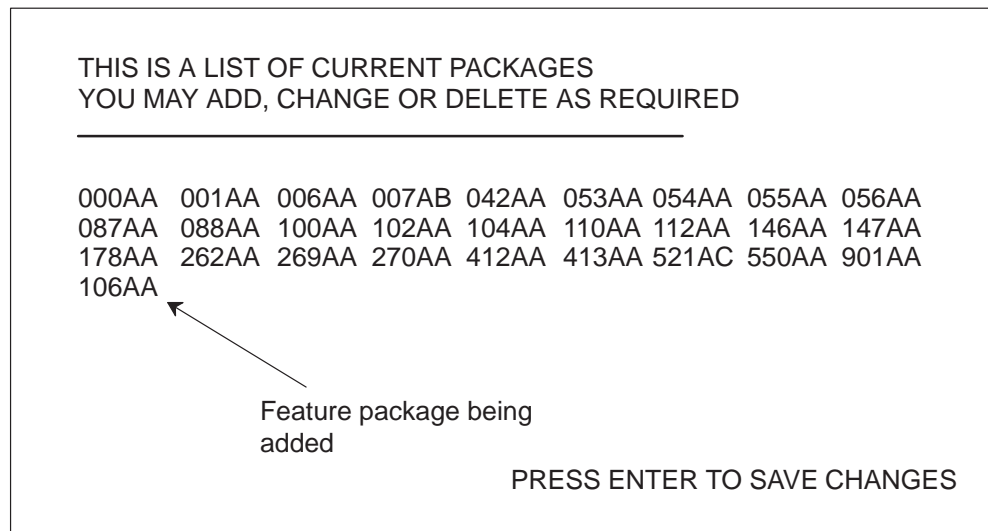 THIS IS A LIST OF CURRENT PACKAGES
YOU MAY ADD, CHANGE OR DELETE AS REQUIRED
000AA 001AA 006AA 007AB 042AA 053AA 054AA 055AA 056AA
087AA 088AA 100AA 102AA 104AA 110AA 112AA 146AA 147AA
178AA 262AA 269AA 270AA 412AA 413AA 521AC 550AA 901AA
106AA
Feature package being
added
PRESS ENTER TO SAVE CHANGES